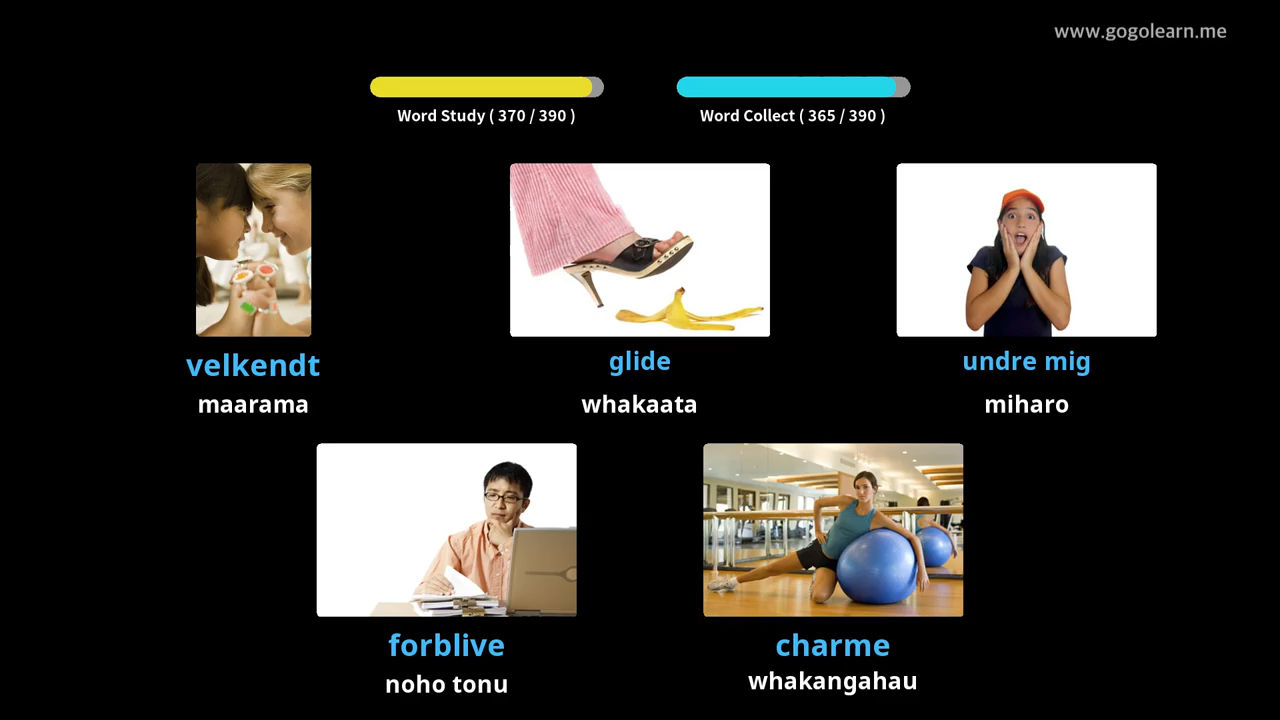 www.gogolearn.me
Word Study ( 370 / 390 )
Word Collect ( 365 / 390 )
velkendt
maarama
glide
whakaata
undre mig
miharo
forblive
noho tonu
charme
whakangahau